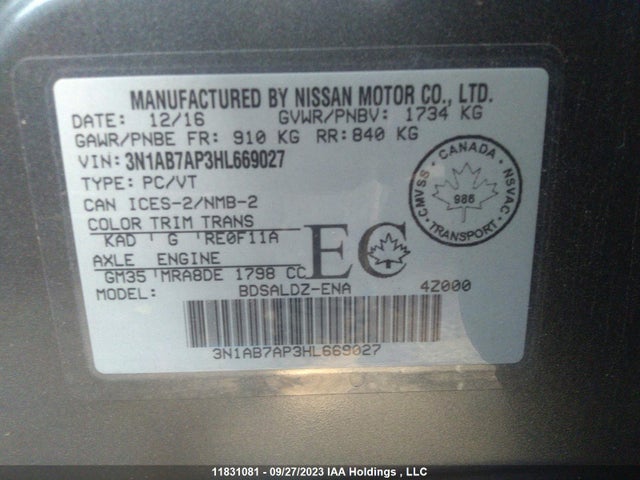 MANUFACTURED BY NISSAN MOTOR CO., LTD.
DATE: 12/16 GVWR/PNBV: 1734 KG
GAWR/PNBE FR: 910 KG RR: 840 KG
VIN: 3N1AB7AP3HL669027
TYPE: PC/VT
CAN ICES-2/NMB-2
COLOR TRIM TRANS
KAD G RE0F11A
AXLE ENGINE
GM35 MRA8DE 1798 CC
MODEL: BDSALDZ-ENA 4Z000
EC
CANADA
CMVSS NSVAC
986
TRANSPORT
3N1AB7AP3HL669027
11831081 - 09/27/2023 IAA Holdings , LLC